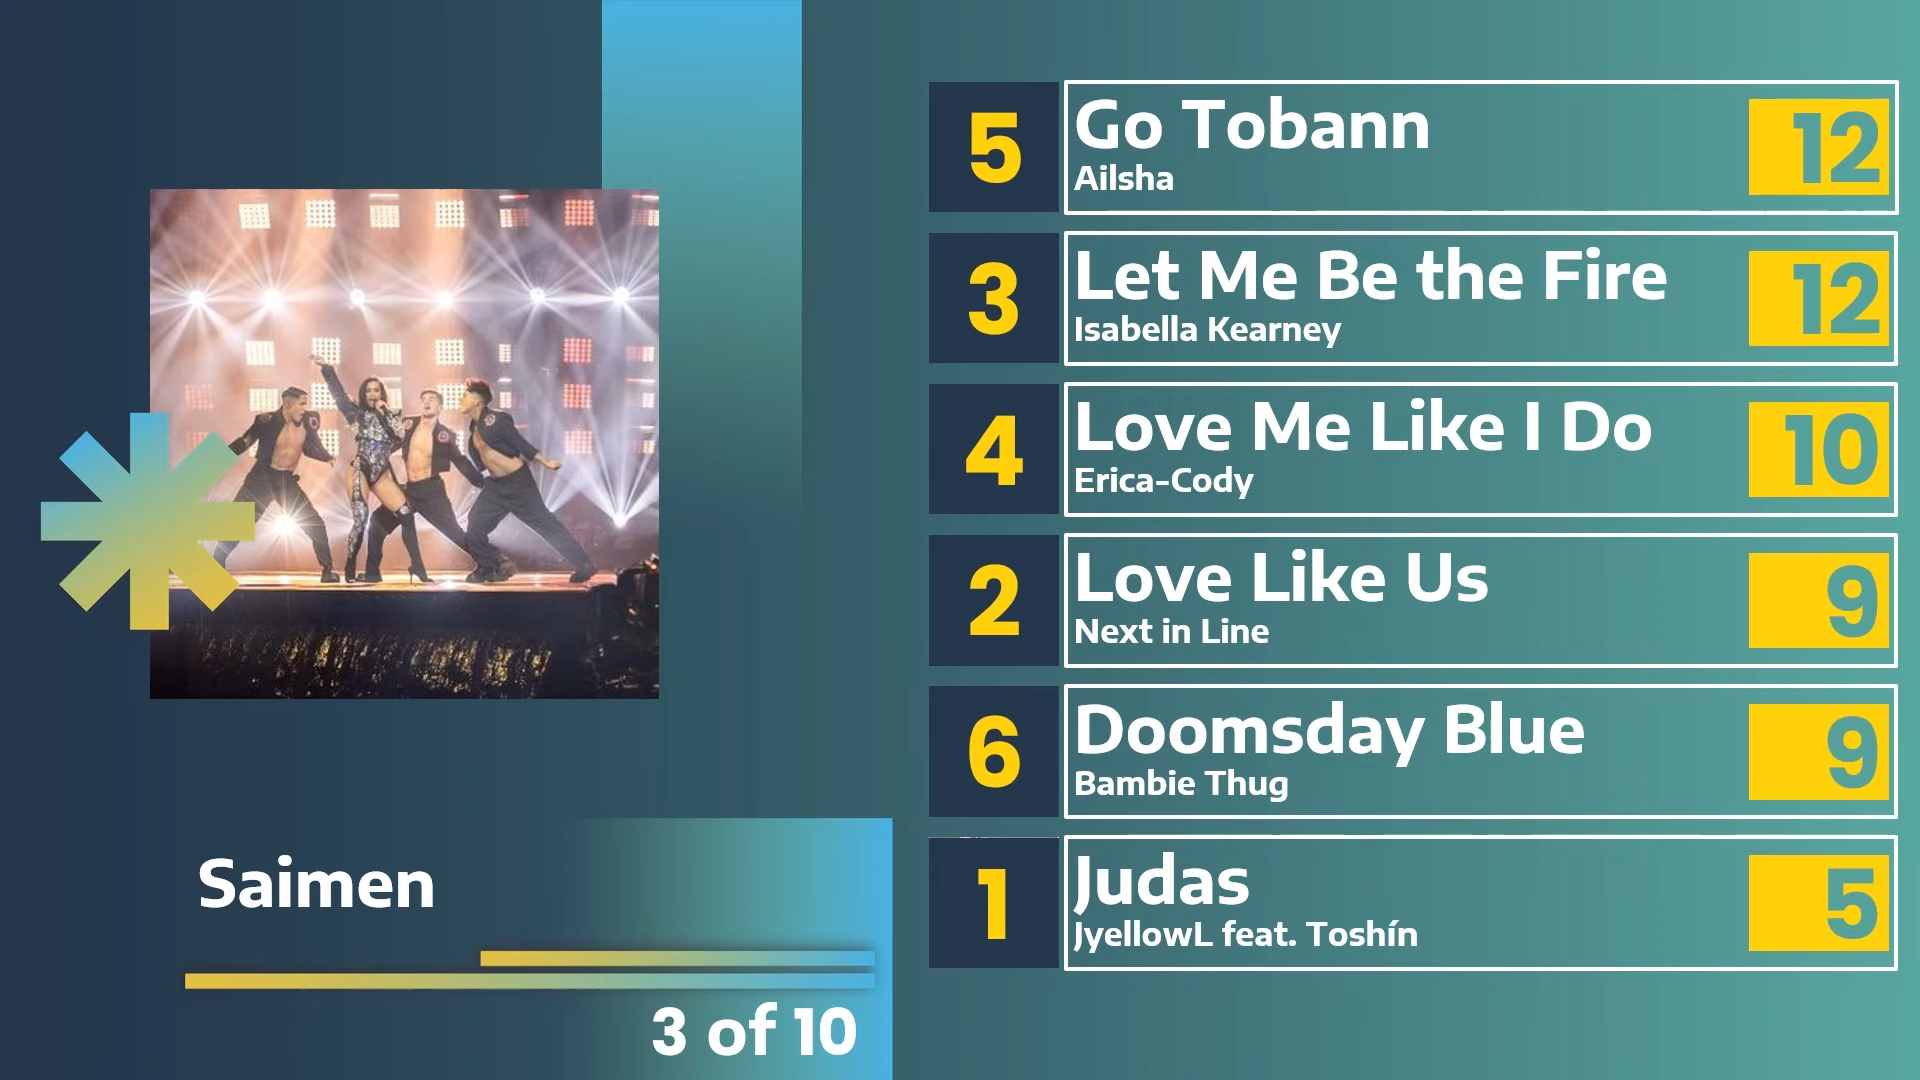 Saimen
3 of 10
5
Go Tobann
Ailsha
12
3
Let Me Be the Fire
Isabella Kearney
12
4
Love Me Like I Do
Erica-Cody
10
2
Love Like Us
Next in Line
9
6
Doomsday Blue
Bambie Thug
9
1
Judas
JyellowL feat. Toshín
5